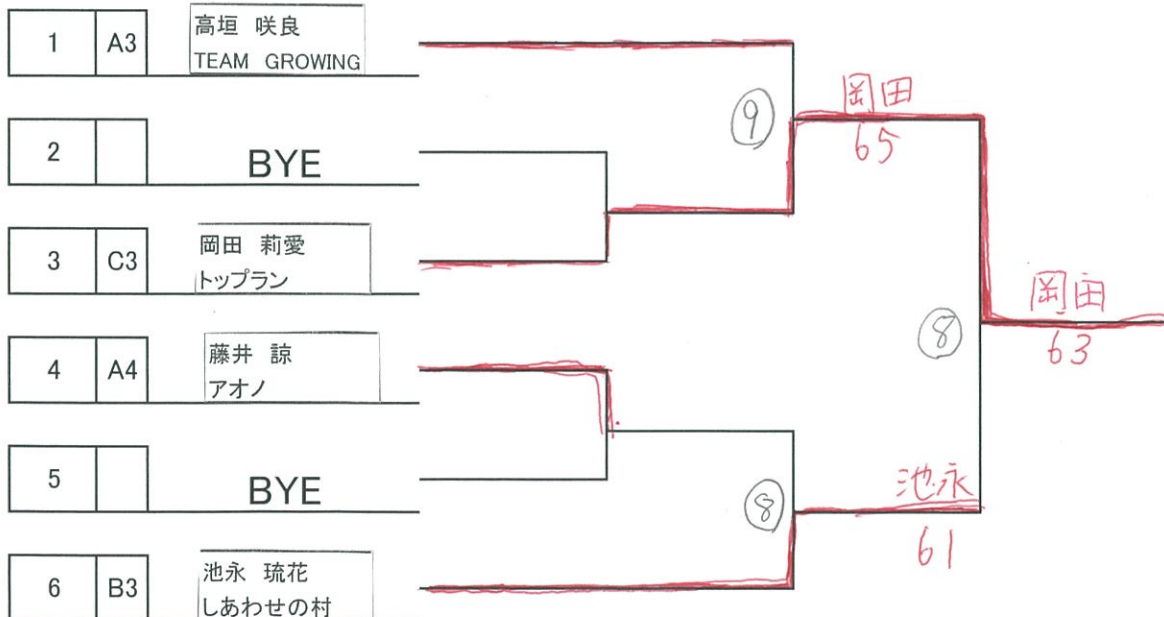 1 A3 高垣 咲良
TEAM GROWING
⑨
岡田
65
2 BYE
3 C3 岡田 莉愛
トップラン
岡田
63
⑧
4 A4 藤井 諒
アオノ
5 BYE
⑧
池永
61
6 B3 池永 琉花
しあわせの村